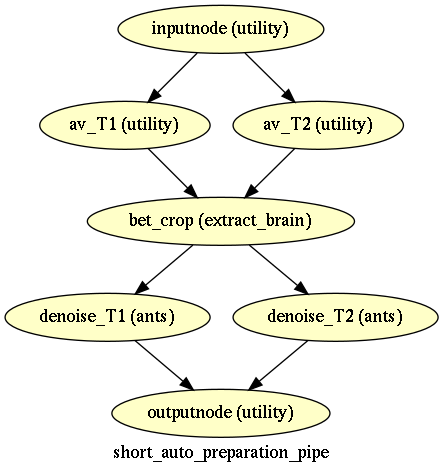 inputnode (utility)
av_T1 (utility)
av_T2 (utility)
bet_crop (extract_brain)
denoise_T1 (ants)
denoise_T2 (ants)
outputnode (utility)
short_auto_preparation_pipe